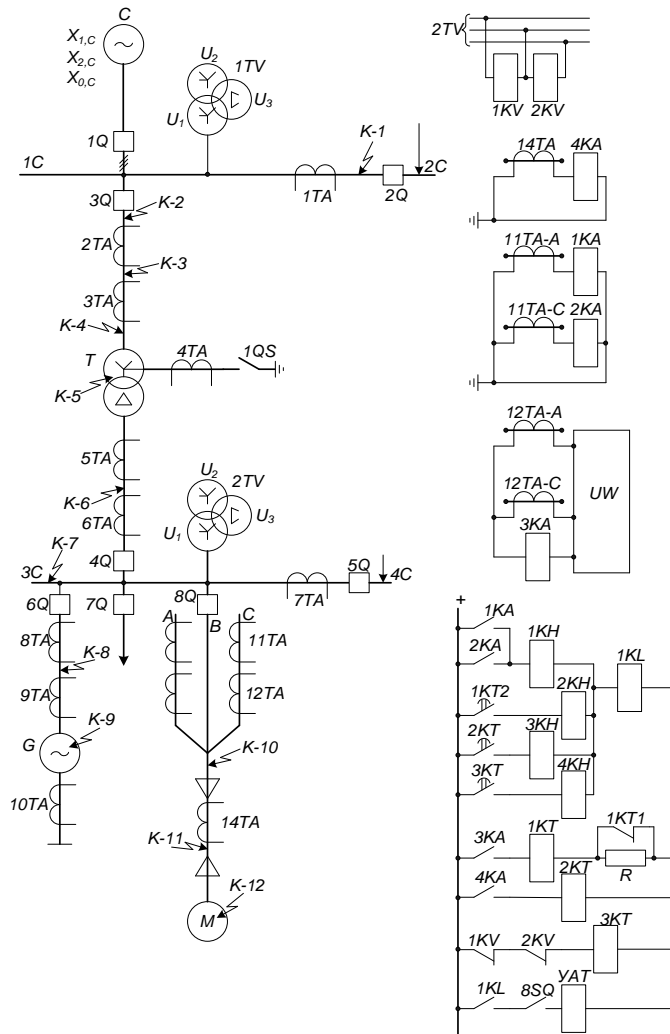 C
X1,C
X2,C
X0,C
U2
1TV
U3
U1
1Q
K-1
1C
2C
1TA
2Q
3Q
K-2
2TA
K-3
3TA
K-4
T
4TA
1QS
K-5
5TA
K-6
6TA
U2
2TV
U3
U1
K-7
4Q
5Q
3C
4C
7TA
6Q
7Q
8Q
A
B
C
8TA
11TA
K-8
9TA
12TA
K-9
G
K-10
10TA
14TA
K-11
K-12
M
2TV
1KV
2KV
14TA
4KA
11TA-A
1KA
11TA-C
2KA
12TA-A
12TA-C
UW
3KA
+
1KA
1KH
1KL
2KA
2KH
1KT2
3KH
2KT
4KH
3KT
1KT1
3KA
1KT
R
4KA
2KT
3KT
1KV
2KV
1KL
8SQ
УАТ